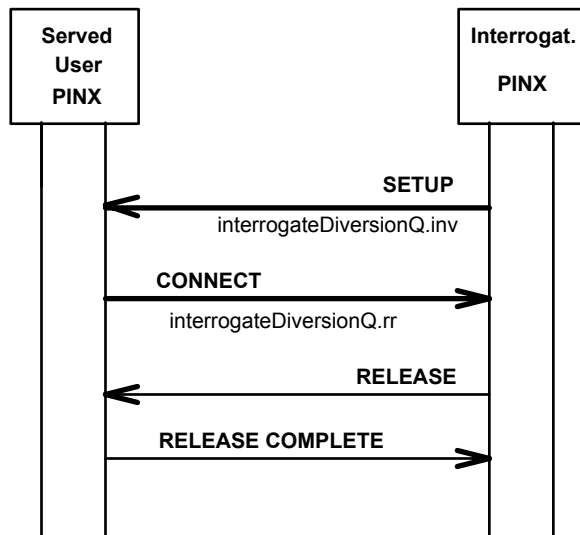 Served
User
PINX
Interrogat.
PINX
SETUP
interrogateDiversionQ.inv
CONNECT
interrogateDiversionQ.rr
RELEASE
RELEASE COMPLETE